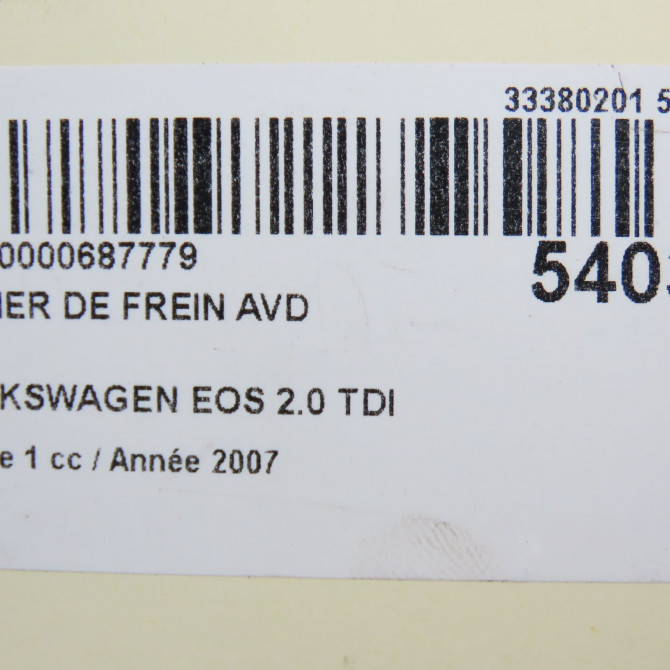 33380201 5
0000687779
5403
IER DE FREIN AVD
KSWAGEN EOS 2.0 TDI
e 1 cc / Année 2007